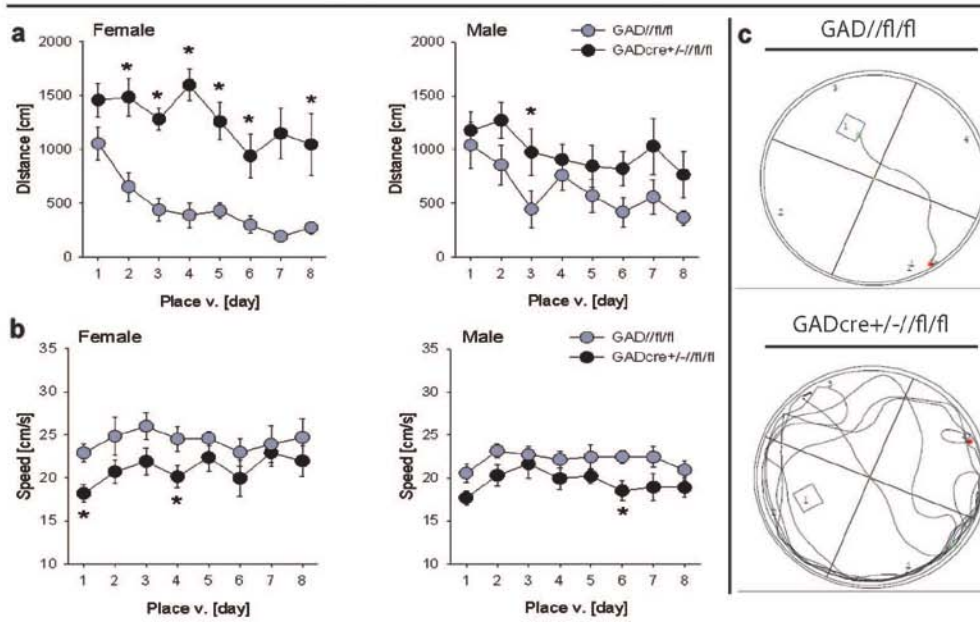 a
Female
GAD//fl/fl
GADcre+/-//fl/fl
Male
2000
1500
1000
500
0
Distance [cm]
* * * * * *
1 2 3 4 5 6 7 8
Place v. [day]
2000
1500
1000
500
0
Distance [cm]
*
1 2 3 4 5 6 7 8
Place v. [day]
b
Female
GAD//fl/fl
GADcre+/-//fl/fl
Male
35
30
25
20
15
10
Speed [cm/s]
* *
1 2 3 4 5 6 7 8
Place v. [day]
35
30
25
20
15
10
Speed [cm/s]
*
1 2 3 4 5 6 7 8
Place v. [day]
c
GAD//fl/fl
GADcre+/-//fl/fl